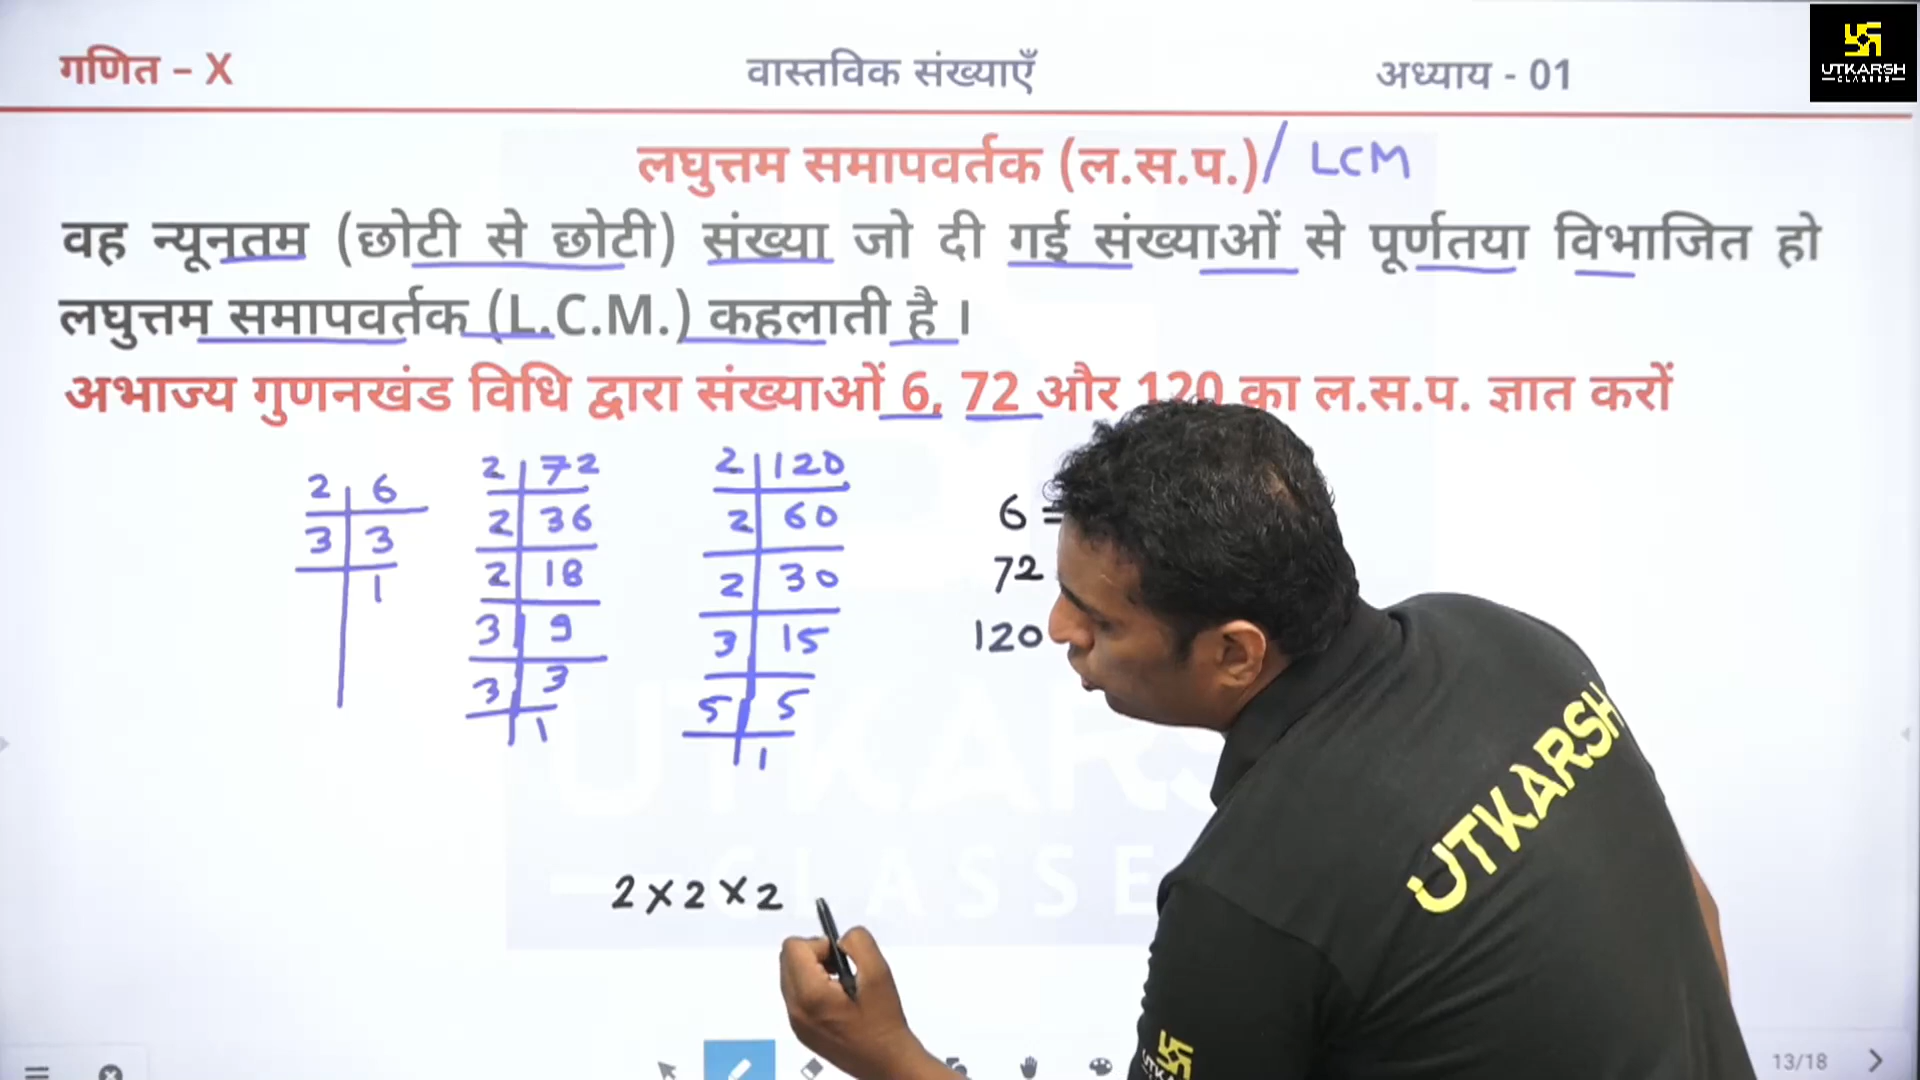 गणित – X
वास्तविक संख्याएँ
अध्याय - 01
UTKARSH
CLASSES
लघुत्तम समापवर्तक (ल.स.प.) / LCM
वह न्यूनतम (छोटी से छोटी) संख्या जो दी गई संख्याओं से पूर्णतया विभाजित हो
लघुत्तम समापवर्तक (L.C.M.) कहलाती है ।
अभाज्य गुणनखंड विधि द्वारा संख्याओं 6, 72 और 120 का ल.स.प. ज्ञात करों
2 6
3 3
1
2 72
2 36
2 18
3 9
3 3
1
2 120
2 60
2 30
3 15
5 5
1
6 =
72
120
2 × 2 × 2
UTKARSH
13/18